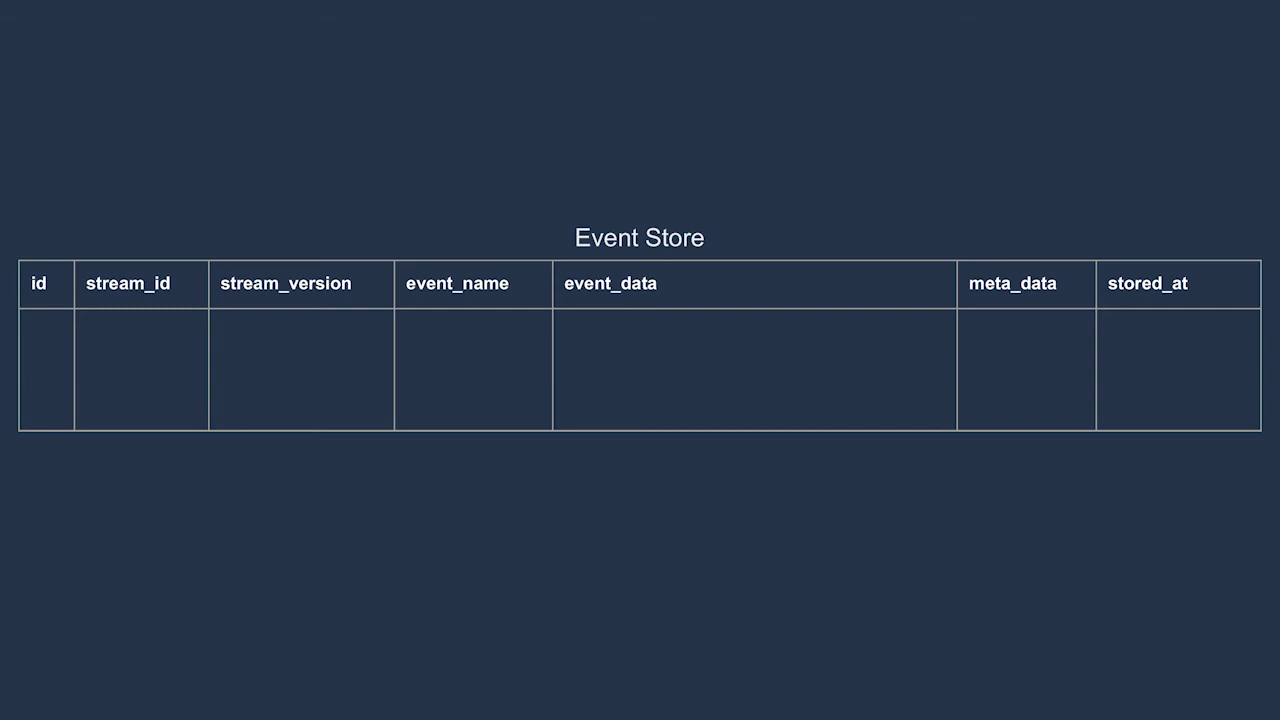 Event Store
id stream_id stream_version event_name event_data meta_data stored_at